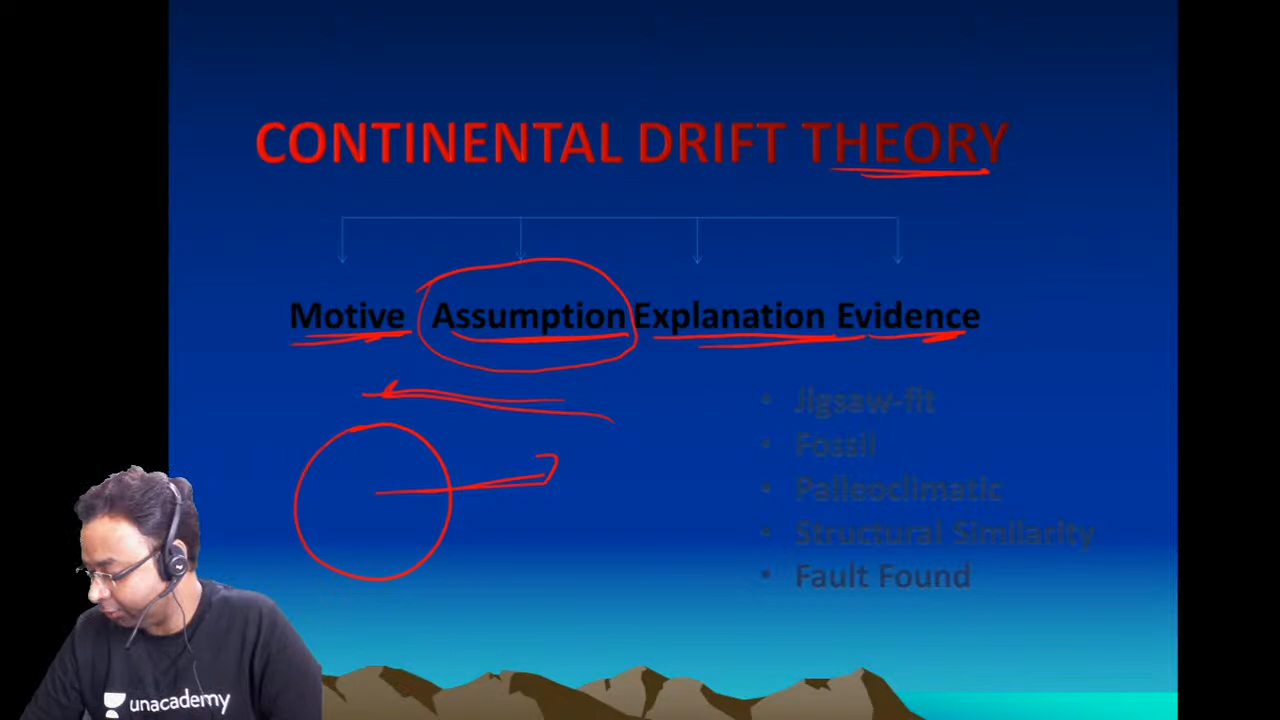 CONTINENTAL DRIFT THEORY
Motive Assumption Explanation Evidence
• Jigsaw-fit
• Fossil
• Palleoclimatic
• Structural Similarity
• Fault Found
unacademy